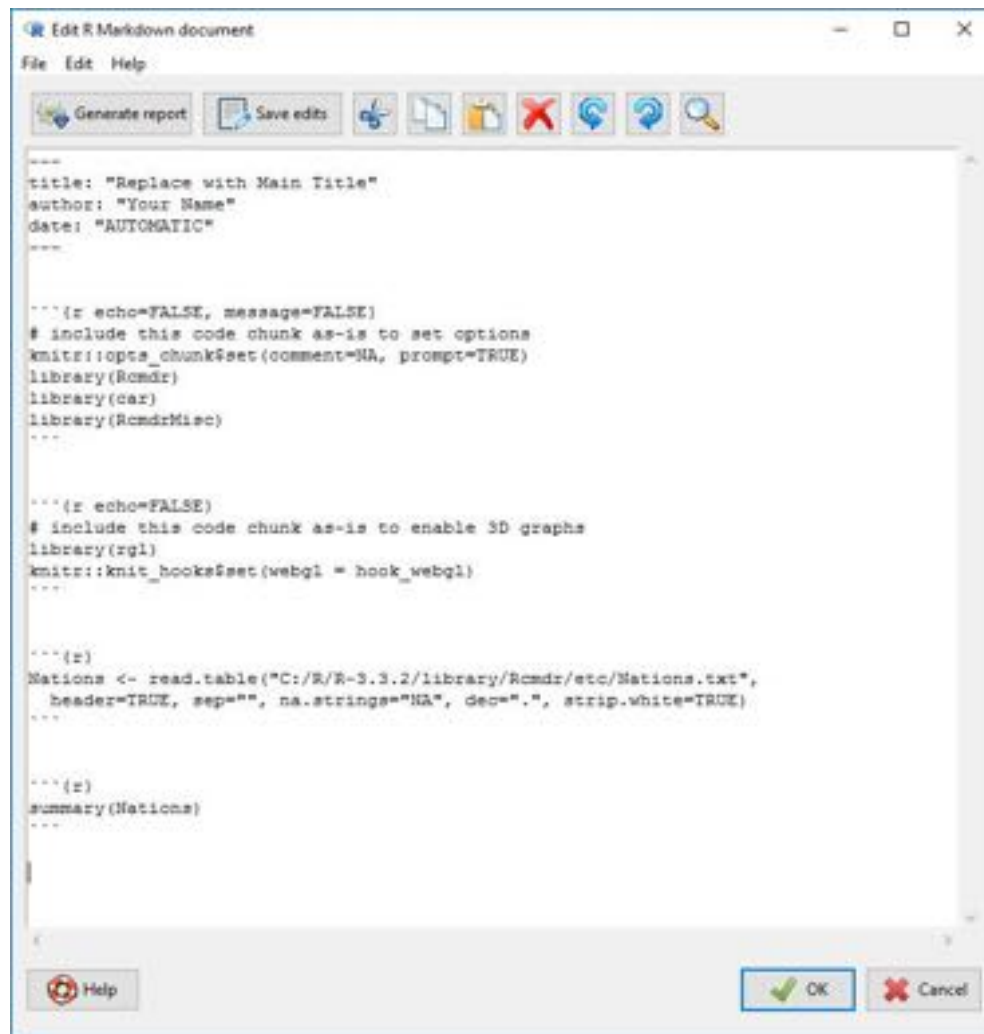 Edit R Markdown document
File Edit Help
Generate report Save edits
---
title: "Replace with Main Title"
author: "Your Name"
date: "AUTOMATIC"
---
```{r echo=FALSE, message=FALSE}
# include this code chunk as-is to set options
knitr::opts_chunk$set(comment=NA, prompt=TRUE)
library(Rcmdr)
library(car)
library(RcmdrMisc)
```
```{r echo=FALSE}
# include this code chunk as-is to enable 3D graphs
library(rgl)
knitr::knit_hooks$set(webgl = hook_webgl)
```
```{r}
Nations <- read.table("C:/R/R-3.3.2/library/Rcmdr/etc/Nations.txt",
  header=TRUE, sep="", na.strings="NA", dec=".", strip.white=TRUE)
```
```{r}
summary(Nations)
```
Help OK Cancel